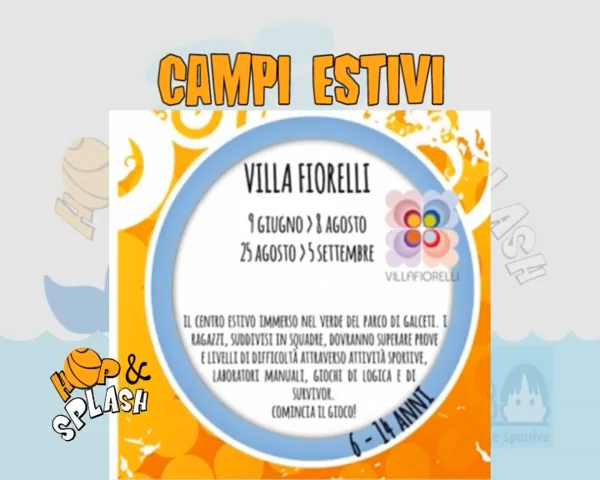 CAMPI ESTIVI
VILLA FIORELLI
9 GIUGNO > 8 AGOSTO
25 AGOSTO > 5 SETTEMBRE
VILLAFIORELLI
IL CENTRO ESTIVO IMMERSO NEL VERDE DEL PARCO DI GALCETI. I
RAGAZZI, SUDDIVISI IN SQUADRE, DOVRANNO SUPERARE PROVE
E LIVELLI DI DIFFICOLTÀ ATTRAVERSO ATTIVITÀ SPORTIVE,
LABORATORI MANUALI, GIOCHI DI LOGICA E DI
SURVIVOR.
COMINCIA IL GIOCO!
6 - 14 ANNI
HOP &
SPLASH
LASH
e Sportiva